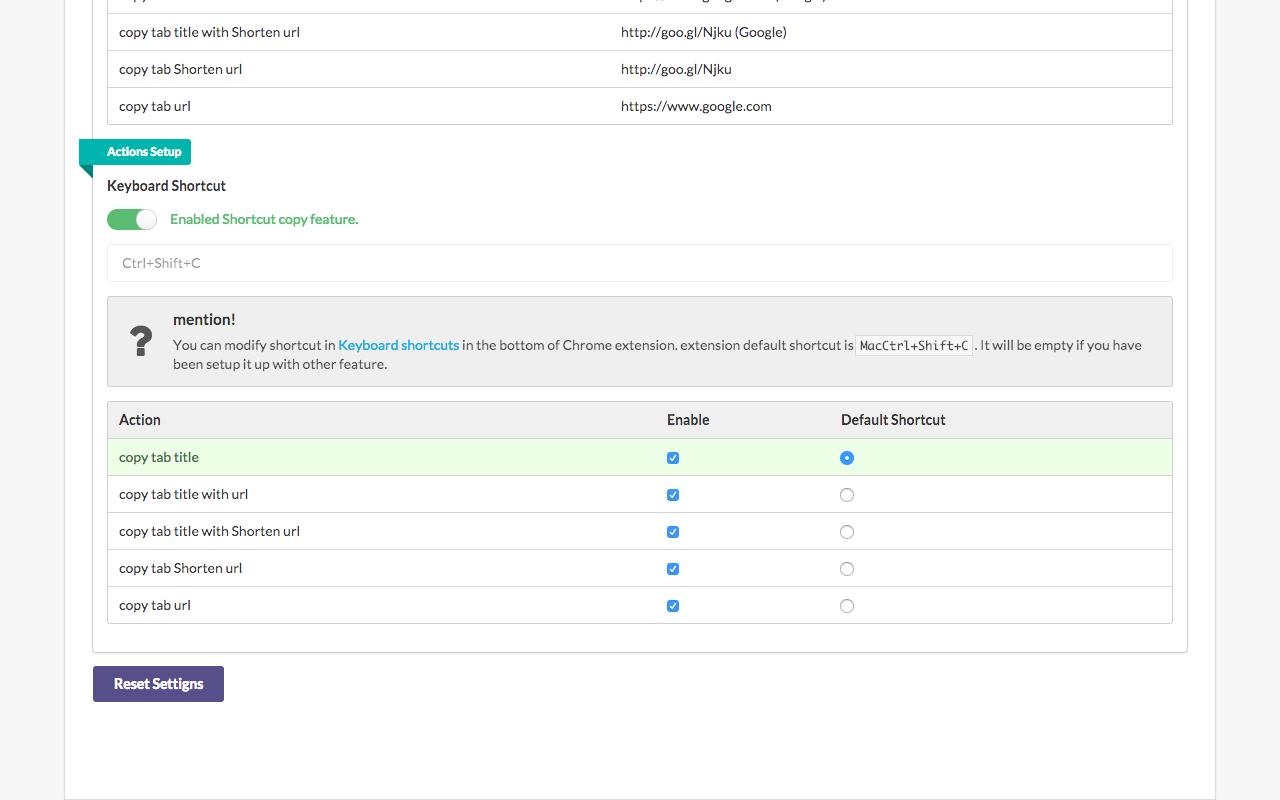 copy tab title with Shorten url http://goo.gl/Njku (Google)
copy tab Shorten url http://goo.gl/Njku
copy tab url https://www.google.com
Actions Setup
Keyboard Shortcut
Enabled Shortcut copy feature.
Ctrl+Shift+C
mention!
You can modify shortcut in Keyboard shortcuts in the bottom of Chrome extension. extension default shortcut is MacCtrl+Shift+C . It will be empty if you have
been setup it up with other feature.
Action Enable Default Shortcut
copy tab title
copy tab title with url
copy tab title with Shorten url
copy tab Shorten url
copy tab url
Reset Settigns